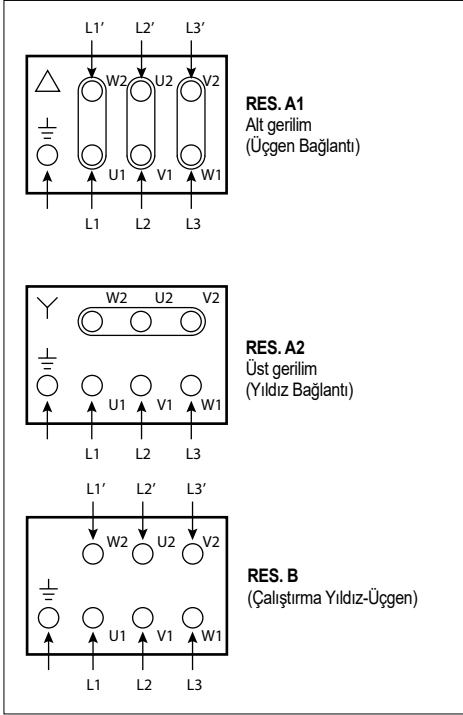 L1′ L2′ L3′
W2 U2 V2
U1 V1 W1
L1 L2 L3
RES. A1
Alt gerilim
(Üçgen Bağlantı)
W2 U2 V2
U1 V1 W1
L1 L2 L3
RES. A2
Üst gerilim
(Yıldız Bağlantı)
L1′ L2′ L3′
W2 U2 V2
U1 V1 W1
L1 L2 L3
RES. B
(Çalıştırma Yıldız-Üçgen)